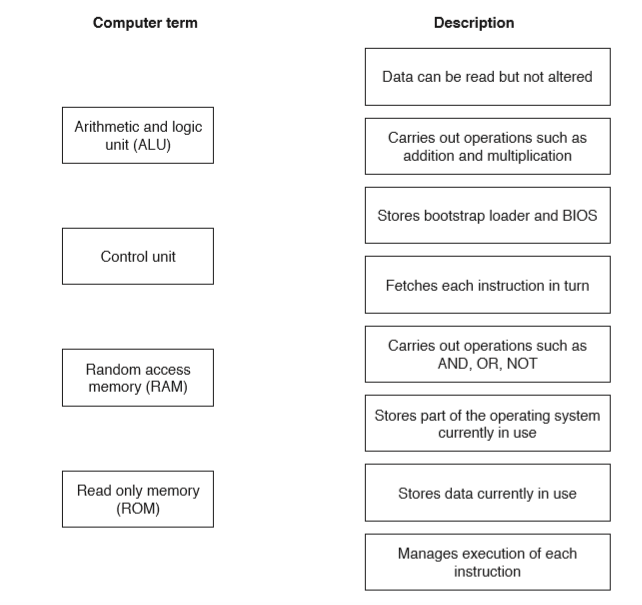 Computer term
Description
Data can be read but not altered
Arithmetic and logic
unit (ALU)
Carries out operations such as
addition and multiplication
Stores bootstrap loader and BIOS
Control unit
Fetches each instruction in turn
Carries out operations such as
AND, OR, NOT
Random access
memory (RAM)
Stores part of the operating system
currently in use
Read only memory
(ROM)
Stores data currently in use
Manages execution of each
instruction